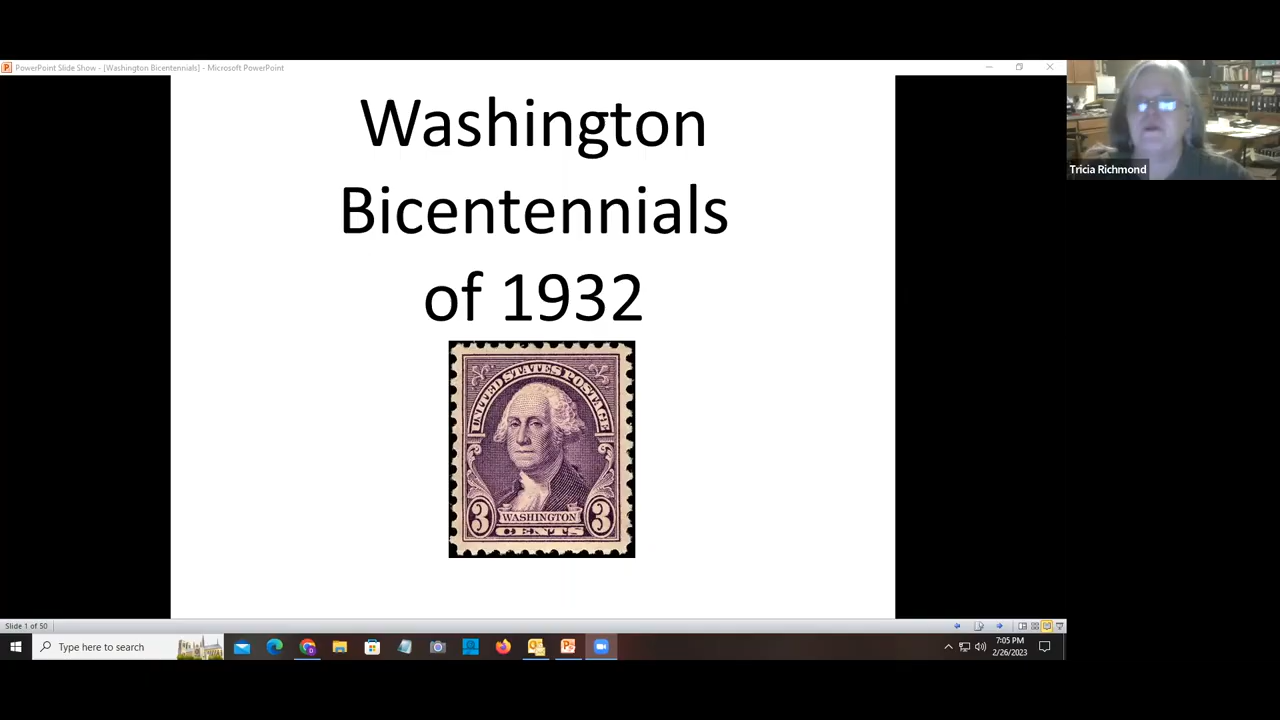 PowerPoint Slide Show - [Washington Bicentennials] - Microsoft PowerPoint
Washington
Bicentennials
of 1932
UNITED STATES POSTAGE
3 WASHINGTON 3
CENTS
Tricia Richmond
Slide 1 of 50
Type here to search
7:05 PM
2/26/2023